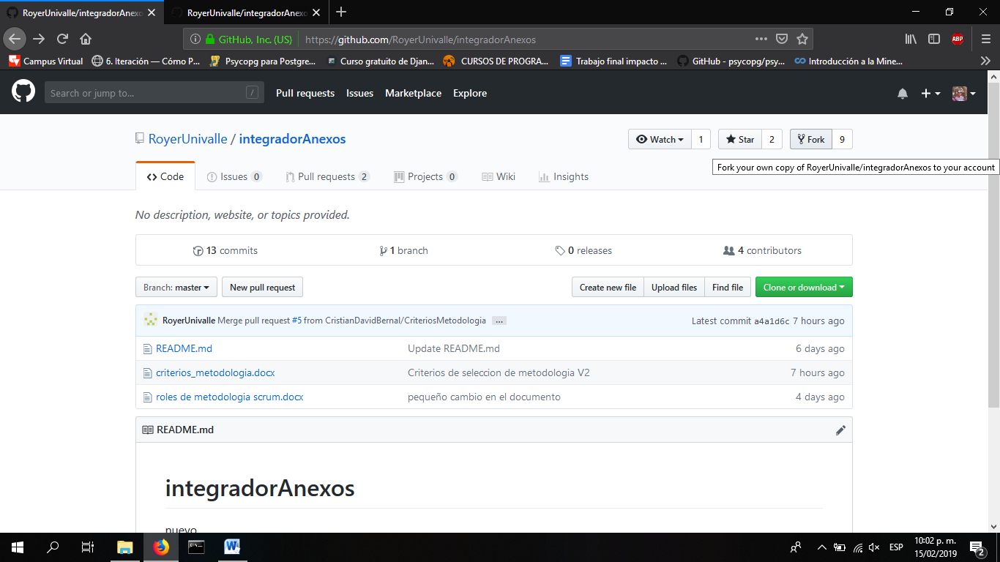 RoyerUnivalle/integradorAnexo
RoyerUnivalle/integradorAnexo
GitHub, Inc. (US)
https://github.com/RoyerUnivalle/integradorAnexos
ABP
Campus Virtual
6. Iteración — Cómo P...
Psycopg para Postgre...
Curso gratuito de Djan...
CURSOS DE PROGRA...
Trabajo final impacto ...
GitHub - psycopg/psy...
Introducción a la Mine...
Search or jump to...
/
Pull requests
Issues
Marketplace
Explore
RoyerUnivalle / integradorAnexos
Watch
1
Star
2
Fork
9
Fork your own copy of RoyerUnivalle/integradorAnexos to your account
Code
Issues 0
Pull requests 2
Projects 0
Wiki
Insights
No description, website, or topics provided.
13 commits
1 branch
0 releases
4 contributors
Branch: master
New pull request
Create new file
Upload files
Find file
Clone or download
RoyerUnivalle Merge pull request #5 from CristianDavidBernal/CriteriosMetodologia ...
Latest commit a4a1d6c 7 hours ago
README.md
Update README.md
6 days ago
criterios_metodologia.docx
Criterios de seleccion de metodologia V2
7 hours ago
roles de metodologia scrum.docx
pequeño cambio en el documento
4 days ago
README.md
integradorAnexos
nuevo
ESP
10:02 p. m.
15/02/2019
2